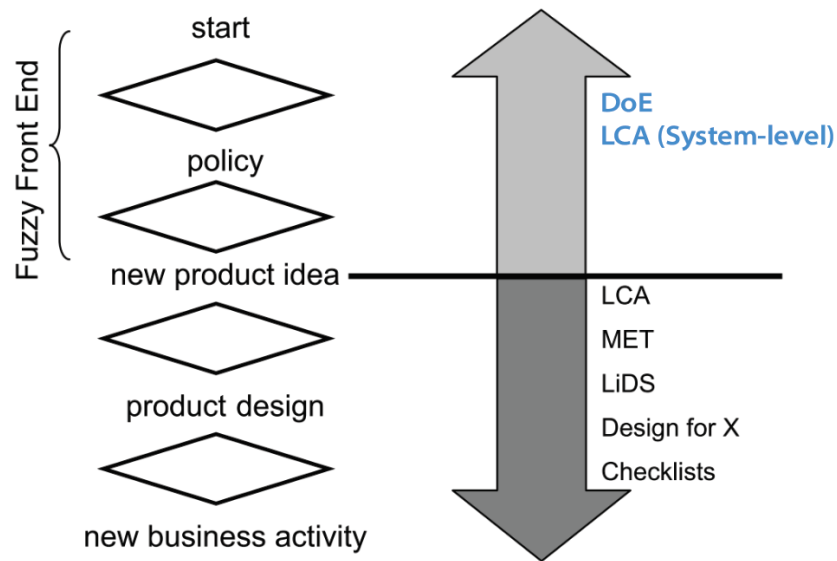 Fuzzy Front End
start
policy
new product idea
product design
new business activity
DoE
LCA (System-level)
LCA
MET
LiDS
Design for X
Checklists